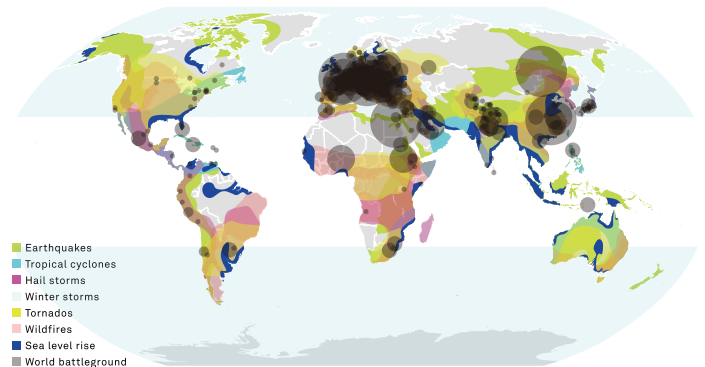 Earthquakes
Tropical cyclones
Hail storms
Winter storms
Tornados
Wildfires
Sea level rise
World battleground